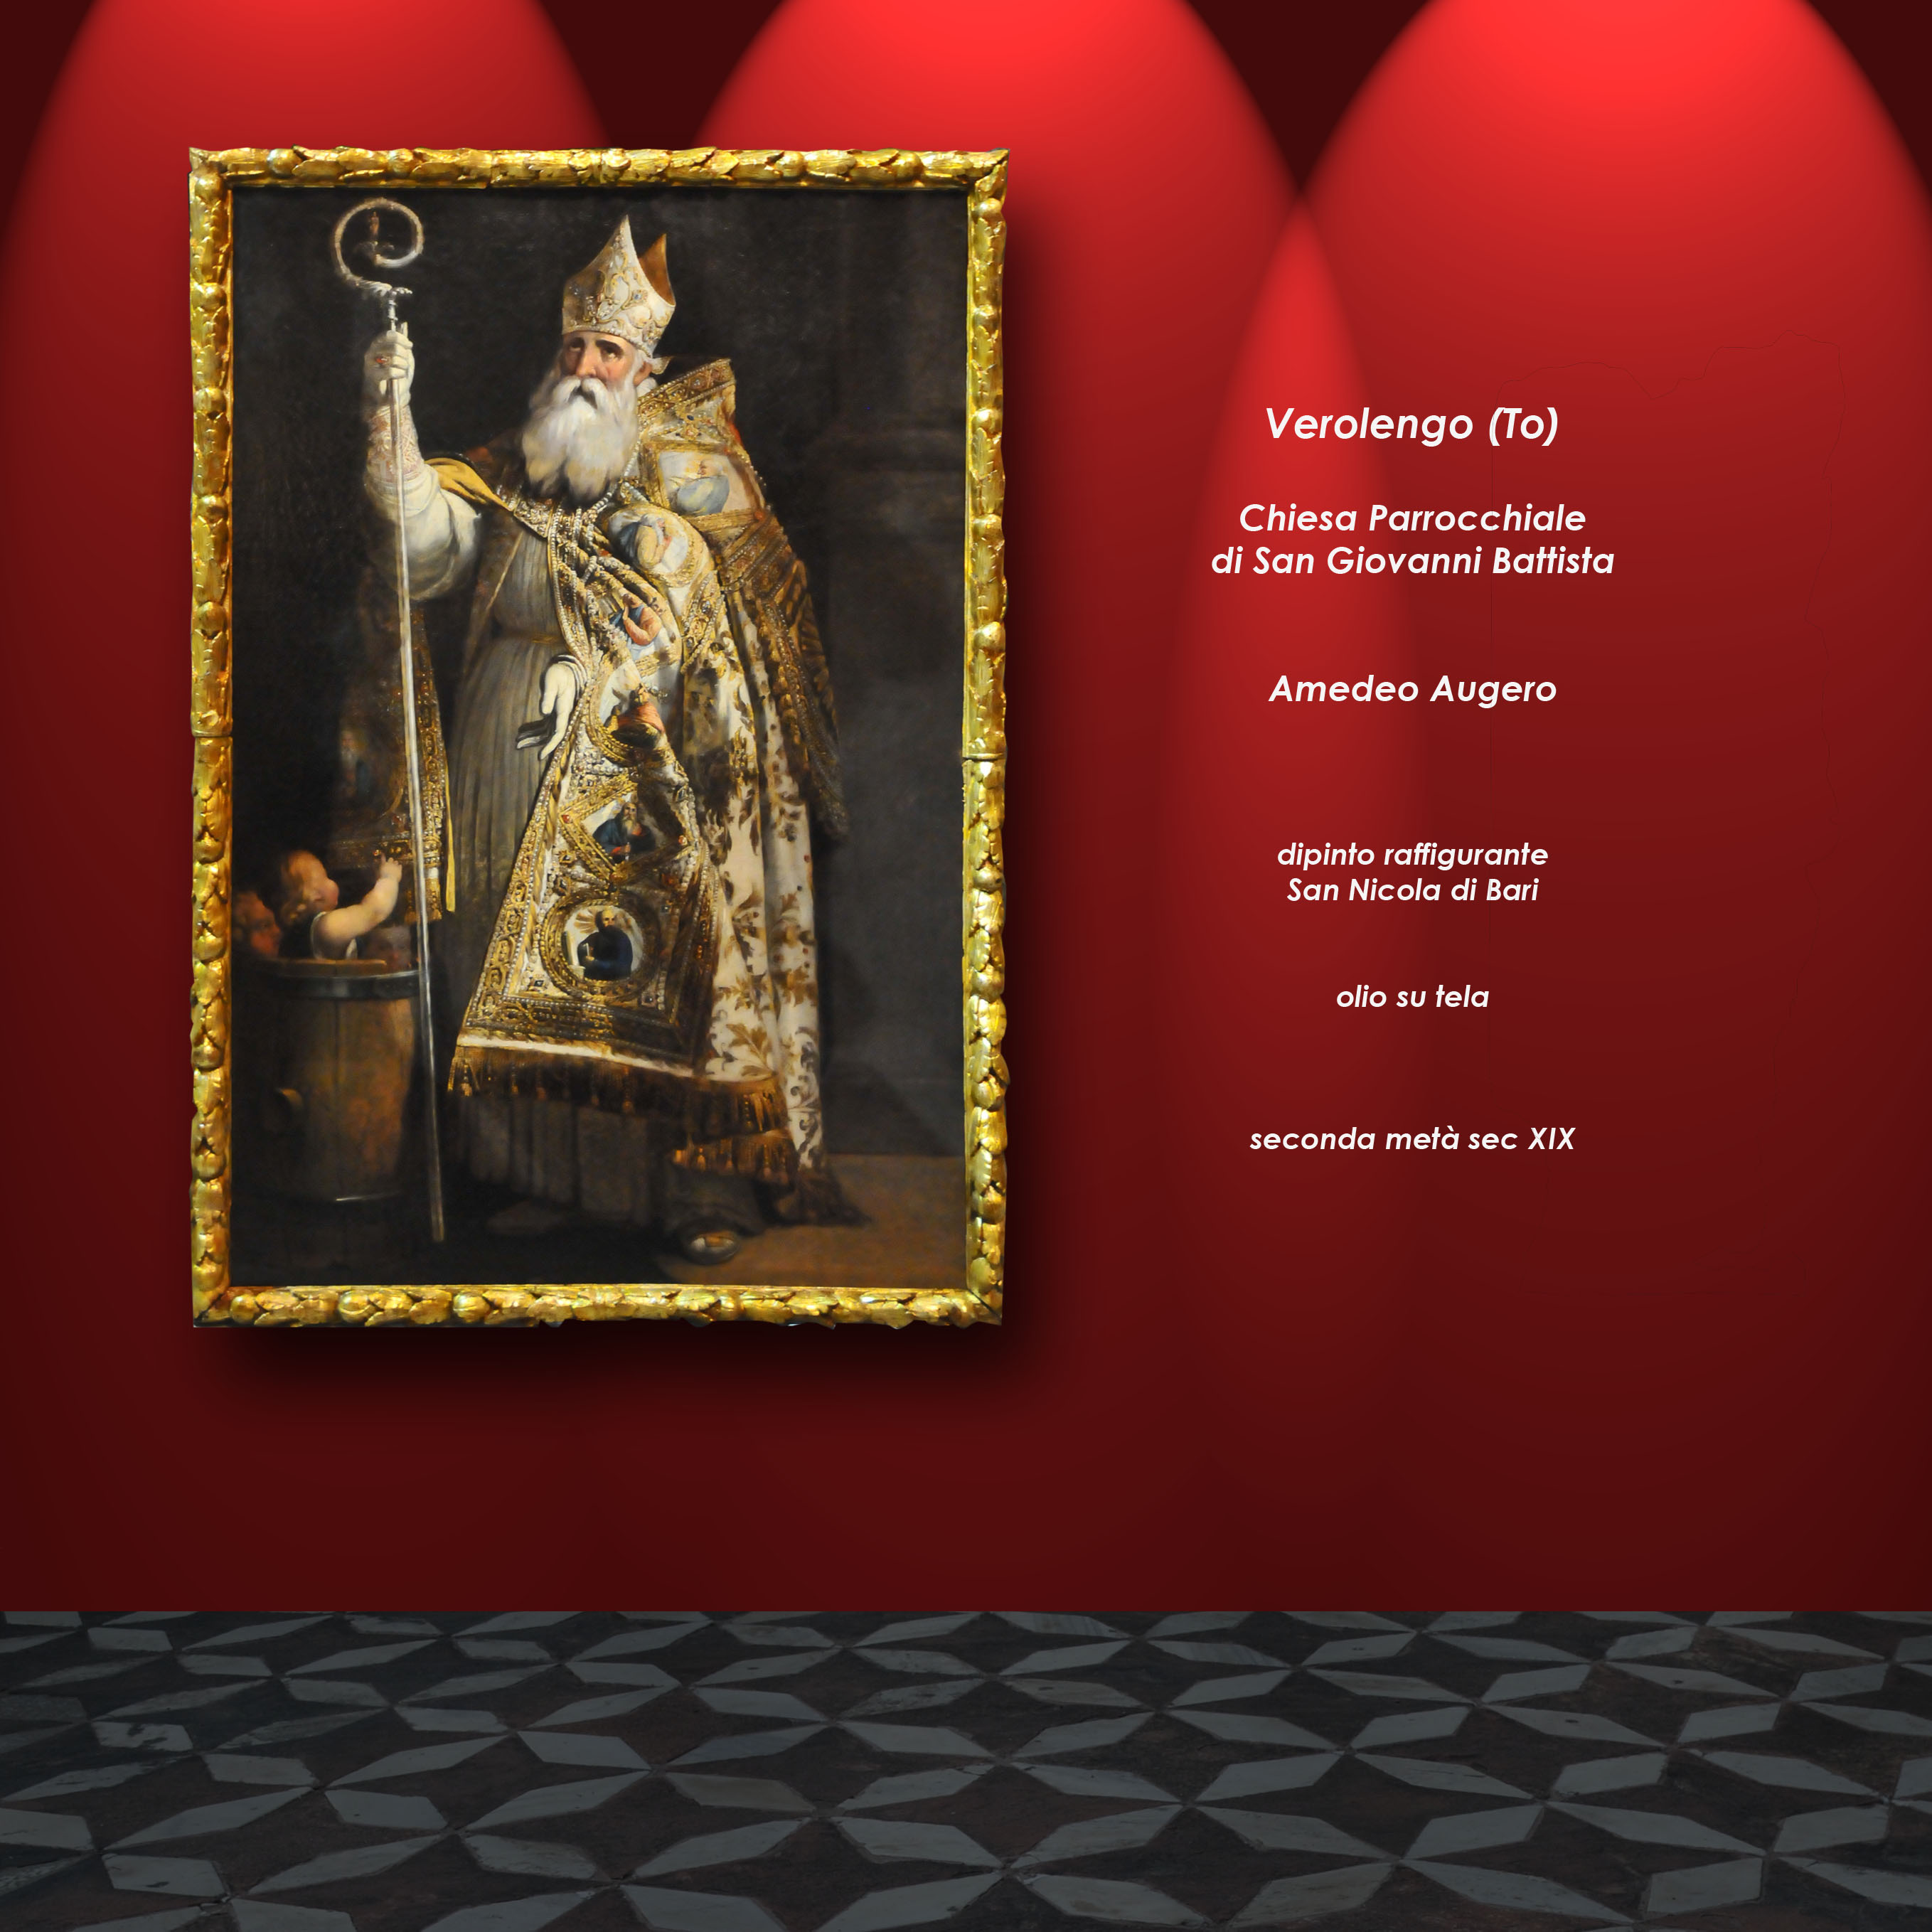 Verolengo (To)
Chiesa Parrocchiale
di San Giovanni Battista
Amedeo Augero
dipinto raffigurante
San Nicola di Bari
olio su tela
seconda metà sec XIX